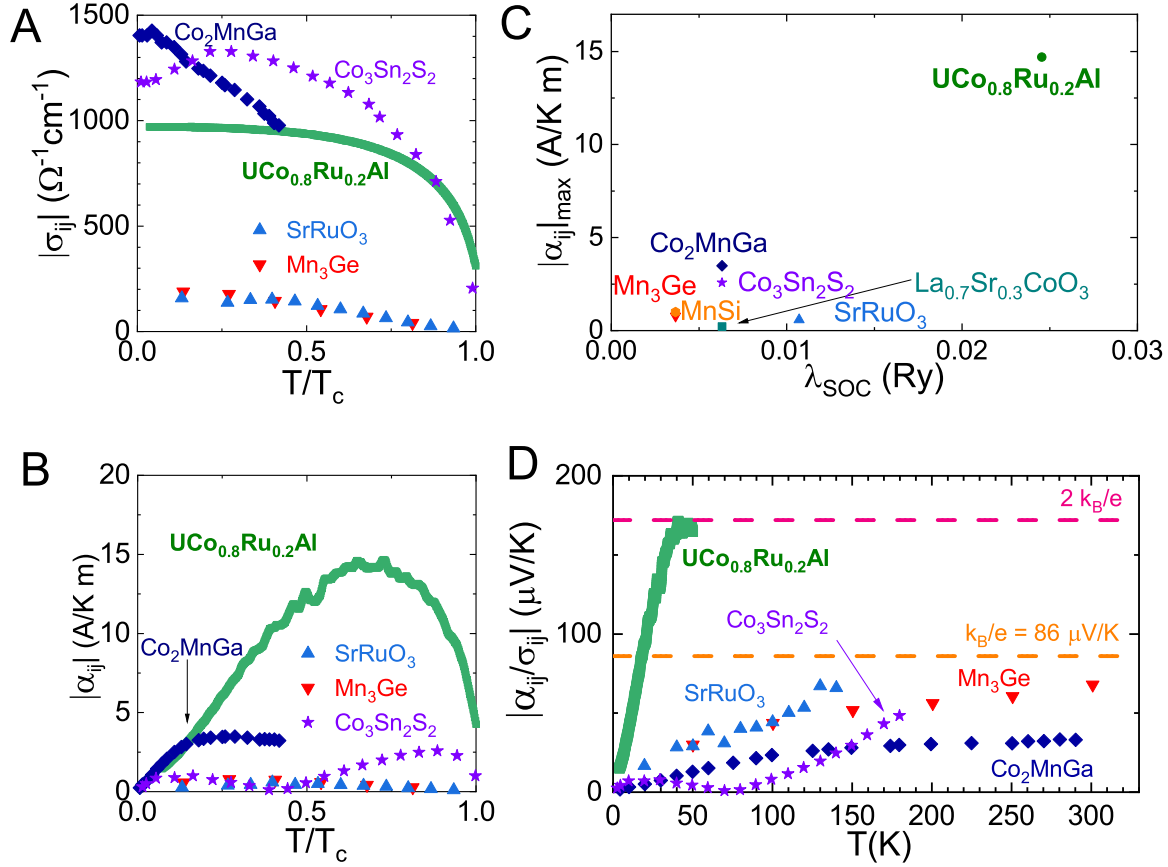 A
1500
1000
500
0
|σij| (Ω-1cm-1)
Co2MnGa
Co3Sn2S2
UCo0.8Ru0.2Al
SrRuO3
Mn3Ge
0.0 0.5 1.0
T/Tc
C
15
10
5
0
|αij|max (A/K m)
UCo0.8Ru0.2Al
Co2MnGa
Mn3Ge
Co3Sn2S2
MnSi
La0.7Sr0.3CoO3
SrRuO3
0.00 0.01 0.02 0.03
λSOC (Ry)
B
20
15
10
5
0
|αij| (A/K m)
UCo0.8Ru0.2Al
Co2MnGa
SrRuO3
Mn3Ge
Co3Sn2S2
0.0 0.5 1.0
T/Tc
D
200
100
0
|αij/σij| (μV/K)
2 kB/e
UCo0.8Ru0.2Al
Co3Sn2S2
kB/e = 86 μV/K
SrRuO3
Mn3Ge
Co2MnGa
0 50 100 150 200 250 300
T(K)